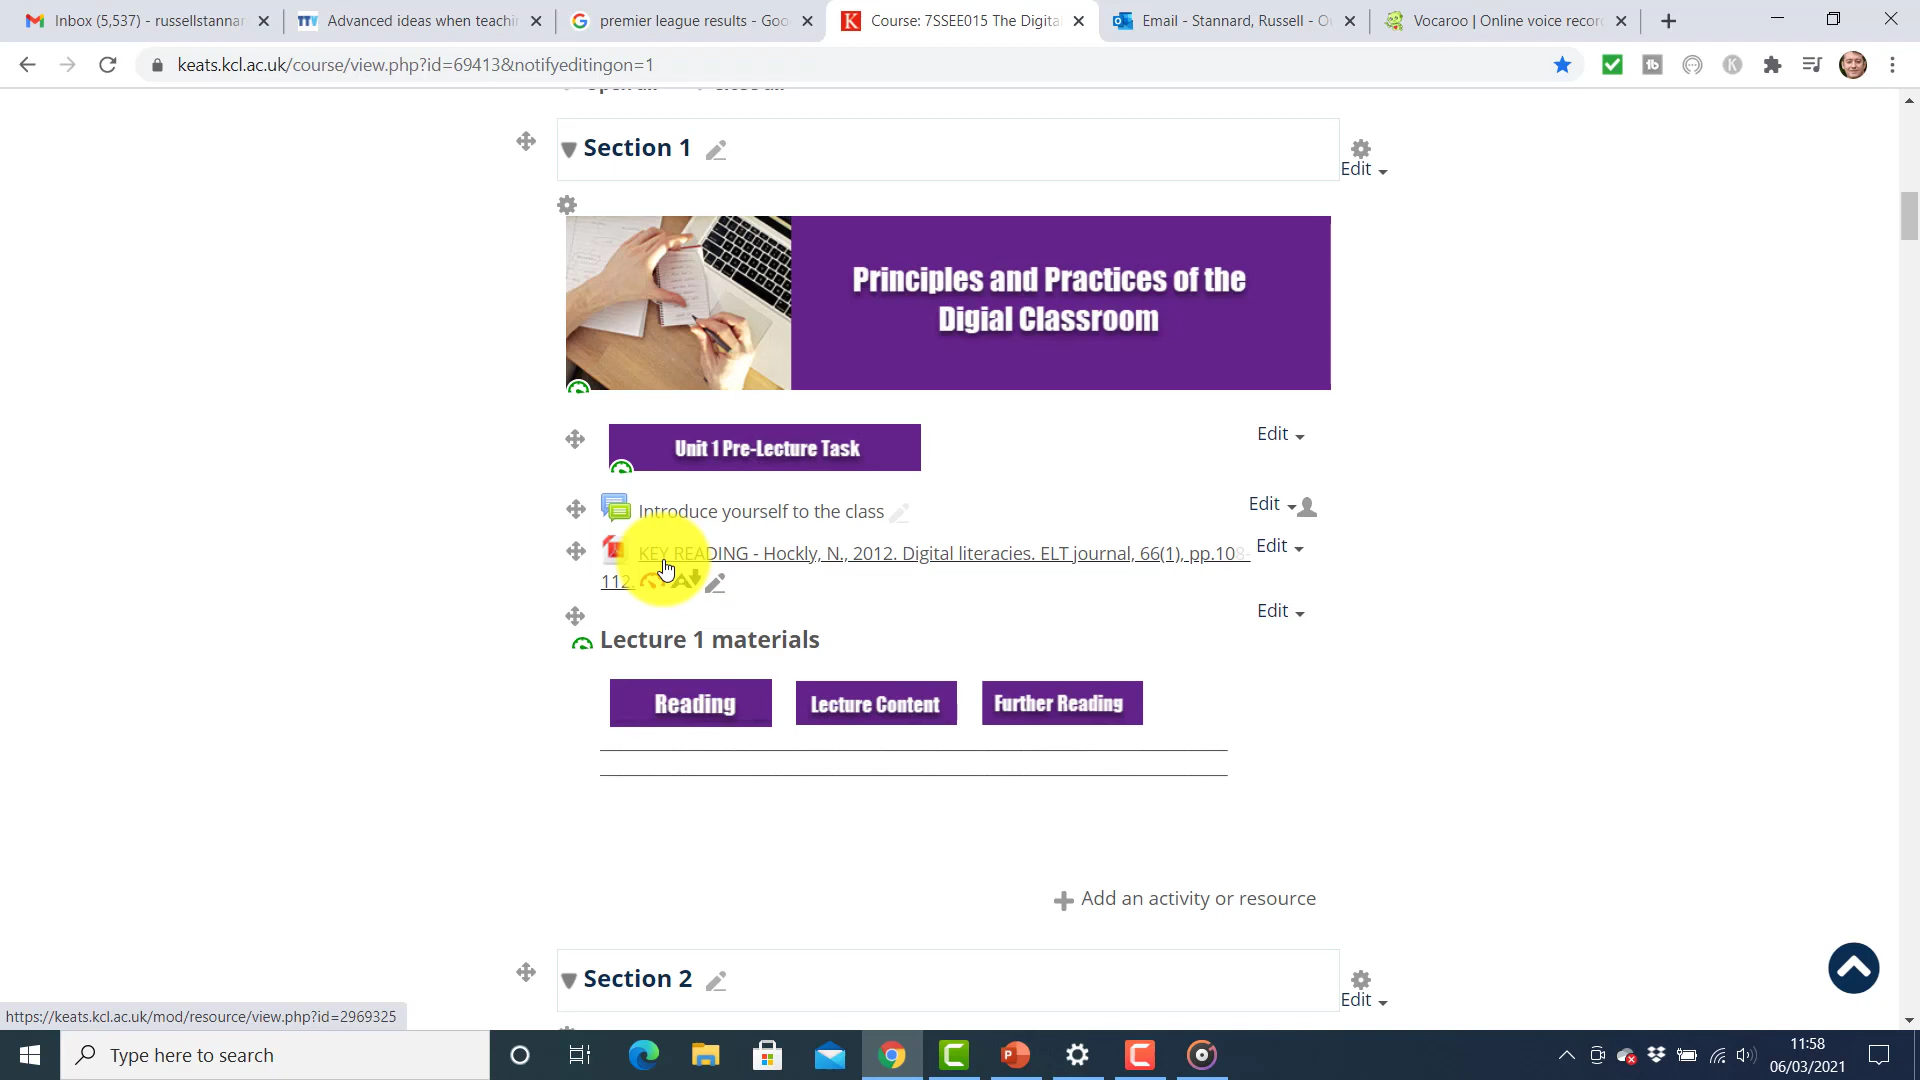 Inbox (5,537) - russellstannar
Advanced ideas when teachin
premier league results - Goo
Course: 7SSEE015 The Digita
Email - Stannard, Russell - O
Vocaroo | Online voice recor
keats.kcl.ac.uk/course/view.php?id=69413&notifyeditingon=1
Section 1
Edit
Principles and Practices of the
Digial Classroom
Unit 1 Pre-Lecture Task
Edit
Introduce yourself to the class
Edit
KEY READING - Hockly, N., 2012. Digital literacies. ELT journal, 66(1), pp.108-
112.
Edit
Edit
Lecture 1 materials
Reading
Lecture Content
Further Reading
Add an activity or resource
Section 2
Edit
https://keats.kcl.ac.uk/mod/resource/view.php?id=2969325
Type here to search
11:58
06/03/2021